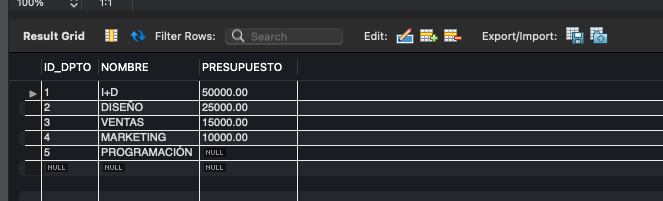 100% 1:1
Result Grid Filter Rows: Search Edit: Export/Import:
ID_DPTO NOMBRE PRESUPUESTO
1 I+D 50000.00
2 DISEÑO 25000.00
3 VENTAS 15000.00
4 MARKETING 10000.00
5 PROGRAMACIÓN NULL
NULL NULL NULL